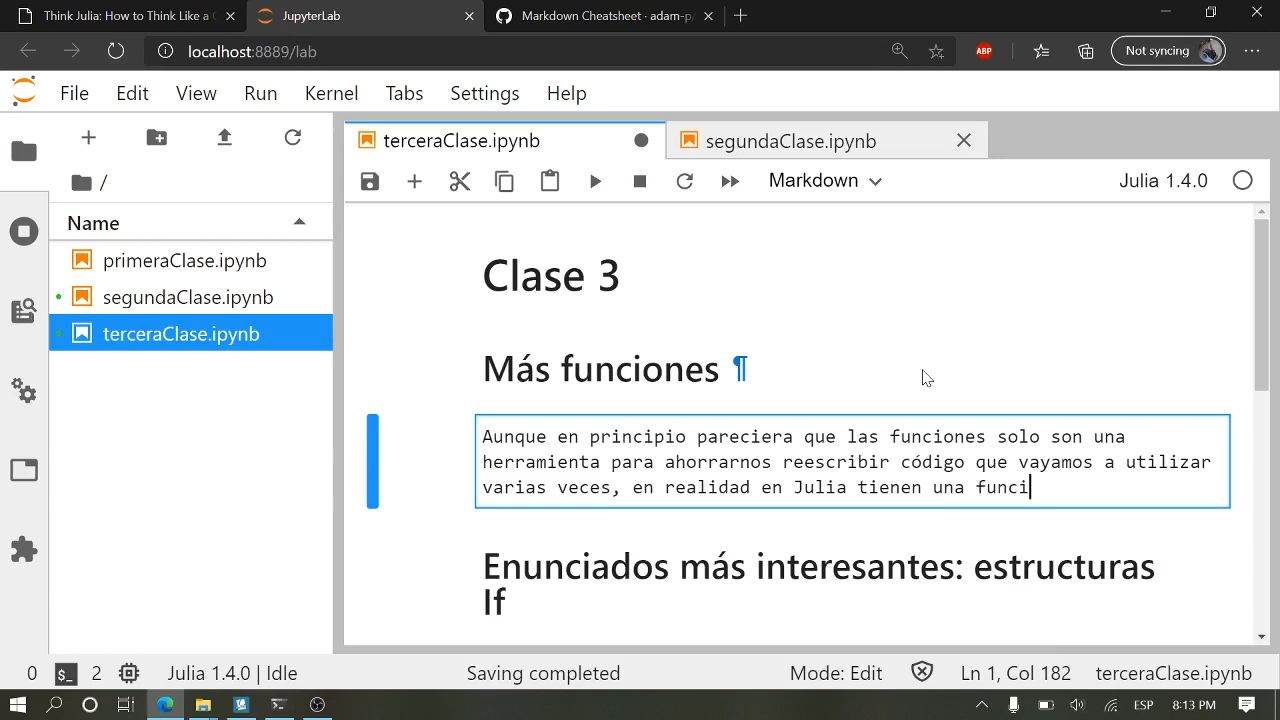 Think Julia: How to Think Like a C
JupyterLab
Markdown Cheatsheet · adam-p/
localhost:8889/lab
ABP
Not syncing
File
Edit
View
Run
Kernel
Tabs
Settings
Help
terceraClase.ipynb
segundaClase.ipynb
/
Markdown
Julia 1.4.0
Name
primeraClase.ipynb
segundaClase.ipynb
terceraClase.ipynb
Clase 3
Más funciones ¶
Aunque en principio pareciera que las funciones solo son una
herramienta para ahorrarnos reescribir código que vayamos a utilizar
varias veces, en realidad en Julia tienen una funci
Enunciados más interesantes: estructuras
If
0
$_
2
Julia 1.4.0 | Idle
Saving completed
Mode: Edit
Ln 1, Col 182
terceraClase.ipynb
ESP
8:13 PM